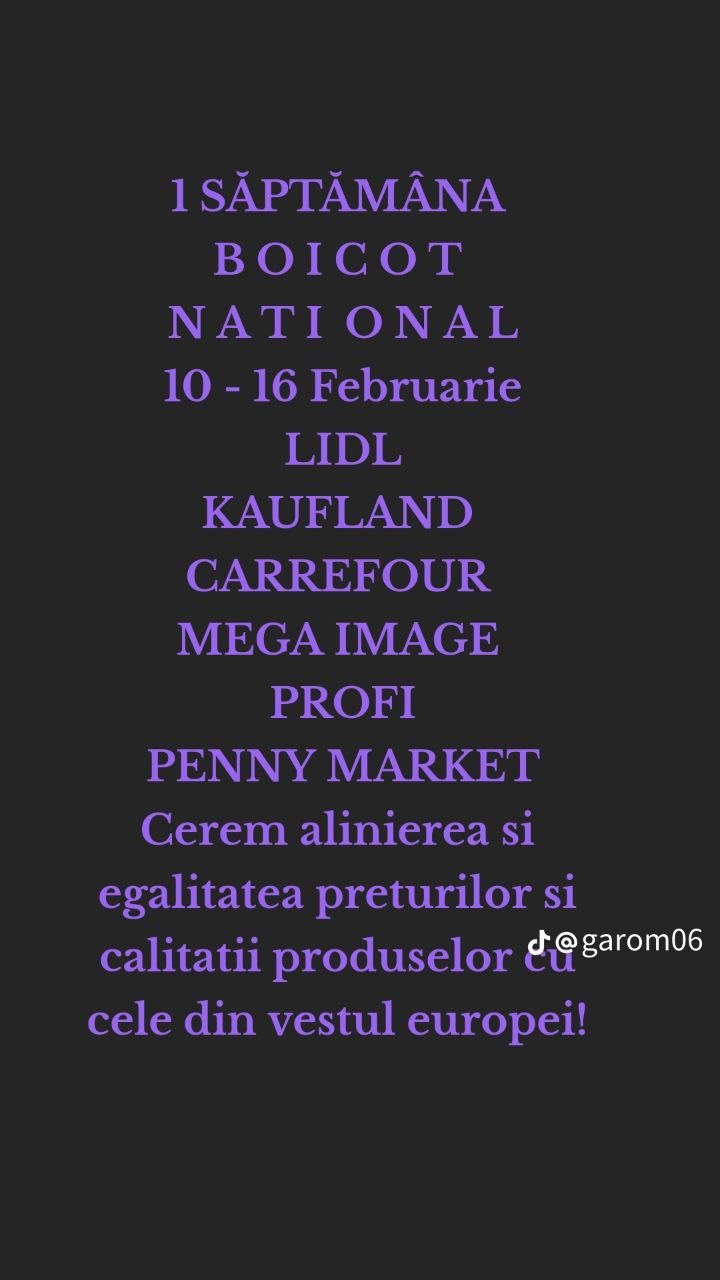 1 SĂPTĂMÂNA
B O I C O T
N A T I O N A L
10 - 16 Februarie
LIDL
KAUFLAND
CARREFOUR
MEGA IMAGE
PROFI
PENNY MARKET
Cerem alinierea si
egalitatea preturilor si
calitatii produselor cu
@garom06
cele din vestul europei!